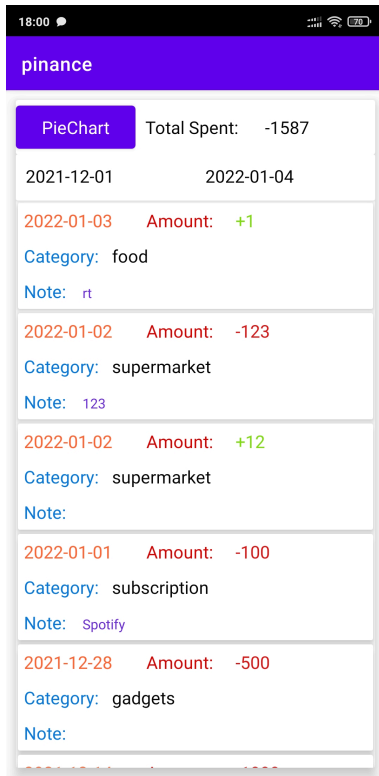 18:00 70
pinance
PieChart Total Spent: -1587
2021-12-01 2022-01-04
2022-01-03 Amount: +1
Category: food
Note: rt
2022-01-02 Amount: -123
Category: supermarket
Note: 123
2022-01-02 Amount: +12
Category: supermarket
Note:
2022-01-01 Amount: -100
Category: subscription
Note: Spotify
2021-12-28 Amount: -500
Category: gadgets
Note: